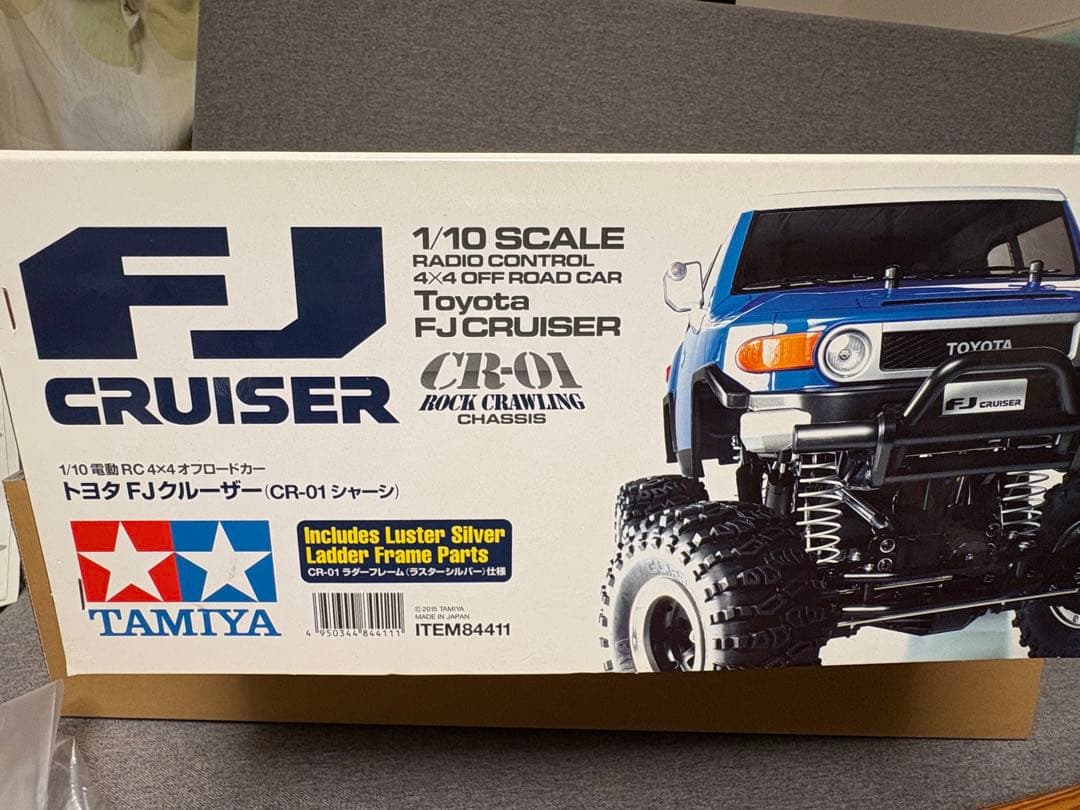 FJ
CRUISER
1/10 SCALE
RADIO CONTROL
4×4 OFF ROAD CAR
Toyota
FJ CRUISER
CR-01
ROCK CRAWLING
CHASSIS
1/10 電動RC 4×4 オフロードカー
トヨタ FJクルーザー(CR-01 シャーシ)
TAMIYA
Includes Luster Silver
Ladder Frame Parts
CR-01 ラダーフレーム(ラスターシルバー)仕様
4 950344 844111
©2015 TAMIYA
MADE IN JAPAN
ITEM84411
TOYOTA
FJ CRUISER